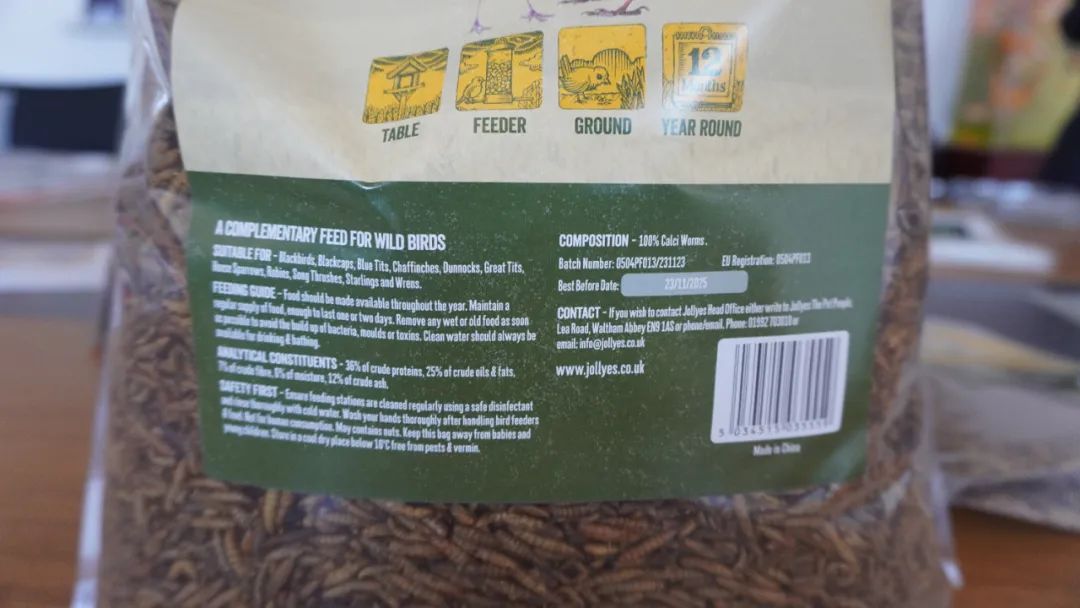 12
Months
TABLE
FEEDER
GROUND
YEAR ROUND
A COMPLEMENTARY FEED FOR WILD BIRDS
SUITABLE FOR - Blackbirds, Blackcaps, Blue Tits, Chaffinches, Dunnocks, Great Tits,
House Sparrows, Robins, Song Thrushes, Starlings and Wrens.
FEEDING GUIDE - Food should be made available throughout the year. Maintain a
regular supply of food, enough to last one or two days. Remove any wet or old food as soon
as possible to avoid the build up of bacteria, moulds or toxins. Clean water should always be
available for drinking & bathing.
ANALYTICAL CONSTITUENTS - 36% of crude proteins, 25% of crude oils & fats,
7% of crude fibre, 6% of moisture, 12% of crude ash.
SAFETY FIRST - Ensure feeding stations are cleaned regularly using a safe disinfectant
and rinse thoroughly with cold water. Wash your hands thoroughly after handling bird feeders
& food. Not for human consumption. May contains nuts. Keep this bag away from babies and
young children. Store in a cool dry place below 10°C free from pests & vermin.
COMPOSITION - 100% Calci Worms.
Batch Number: 0504PF013/231123
EU Registration: 0504PF013
Best Before Date: 23/11/2025
CONTACT - If you wish to contact Jollyes Head Office either write to Jollyes The Pet People,
Lea Road, Waltham Abbey EN9 1AS or phone/email. Phone: 01992 703010 or
email: info@jollyes.co.uk
www.jollyes.co.uk
Made in China